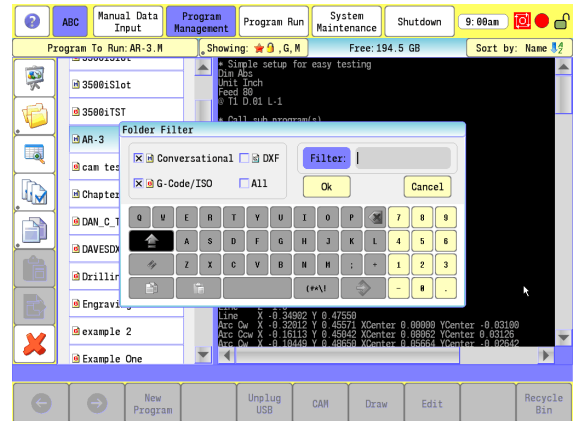 ?
ABC
Manual Data
Input
Program
Management
Program Run
System
Maintenance
Shutdown
9:00am
Program To Run: AR-3.M
Showing: , G, M
Free: 194.5 GB
Sort by: Name
* Simple setup for easy testing
Dim Abs
Unit Inch
Feed 80
@ T1 D.01 L-1
* Call sub program(s)
3500iSlot
3500iTST
AR-3
cam tes
Chapter
DAN_C_T
DAVESDX
Drillin
Engravi
example 2
Example One
Folder Filter
Conversational
DXF
G-Code/ISO
All
Filter:
Ok
Cancel
Q W E R T Y U I O P 7 8 9
A S D F G H J K L 4 5 6
Z X C V B N M ; + 1 2 3
(#^\! - 0 .
Line X -0.34902 Y 0.47550
Arc Cw X -0.32012 Y 0.45571 XCenter 0.00000 YCenter -0.03100
Arc Ccw X -0.16113 Y 0.45042 XCenter 0.00062 YCenter 0.03126
Arc Cw X -0.10449 Y 0.48650 XCenter 0.05664 YCenter -0.02542
New
Program
Unplug
USB
CAM
Draw
Edit
Recycle
Bin